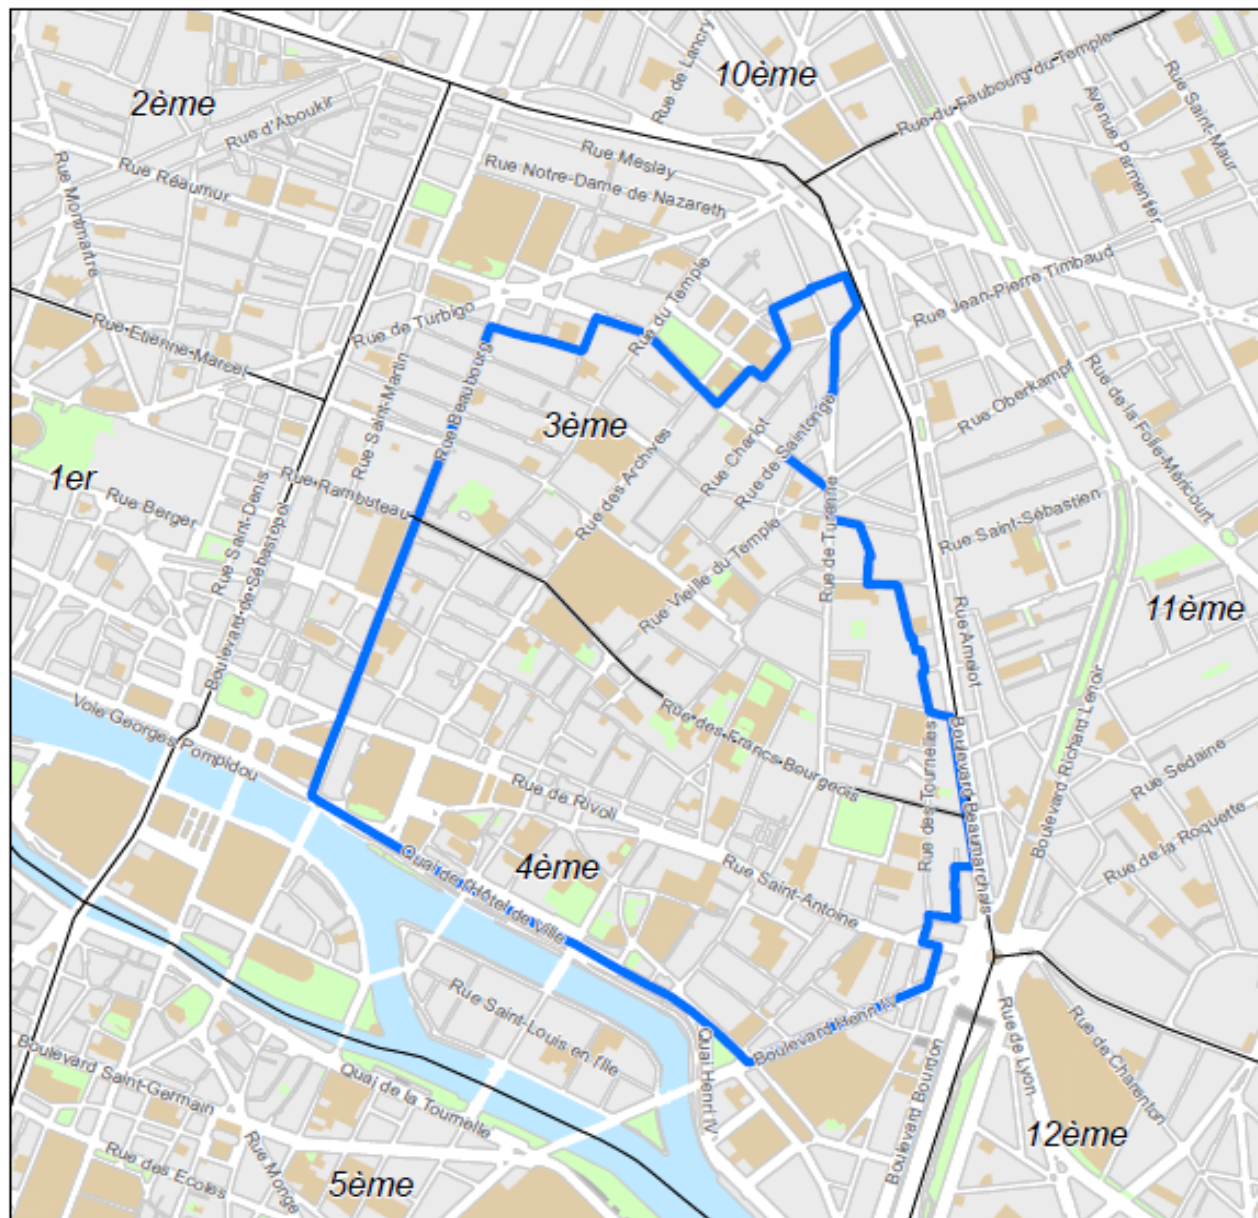 10ème
2ème
Rue de Lancry
Rue du Faubourg du Temple
Rue Saint-Maur
Avenue Parmentier
Rue d'Aboukir
Rue Meslay
Rue Réaumur
Rue Notre-Dame de Nazareth
Rue Montmartre
Rue du Temple
Rue Jean-Pierre Timbaud
Rue de Turbigo
Rue Etienne Marcel
Rue Saint-Martin
Rue Beaubourg
3ème
Rue Oberkampf
Rue de la Folie-Méricourt
1er
Rue Rambuteau
Rue Charlot
Rue de Saintonge
Rue des Archives
Rue Berger
Rue Saint-Denis
Boulevard de Sébastopol
Rue Saint-Sébastien
Rue de Turenne
Rue Vieille du Temple
11ème
Rue Amelot
Boulevard Richard Lenoir
Voie Georges Pompidou
Rue des Francs Bourgeois
Rue des Tournelles
Boulevard Beaumarchais
Rue Sedaine
Rue de Rivoli
Rue de la Roquette
4ème
Rue Saint-Antoine
Quai de l'Hôtel de ville
Rue Saint-Louis en l'Ile
Boulevard Henri IV
Quai Henri IV
Boulevard Bourdon
Rue de Lyon
Rue de Charenton
Boulevard Saint-Germain
Quai de la Tournelle
12ème
Rue des Ecoles
Rue Monge
5ème